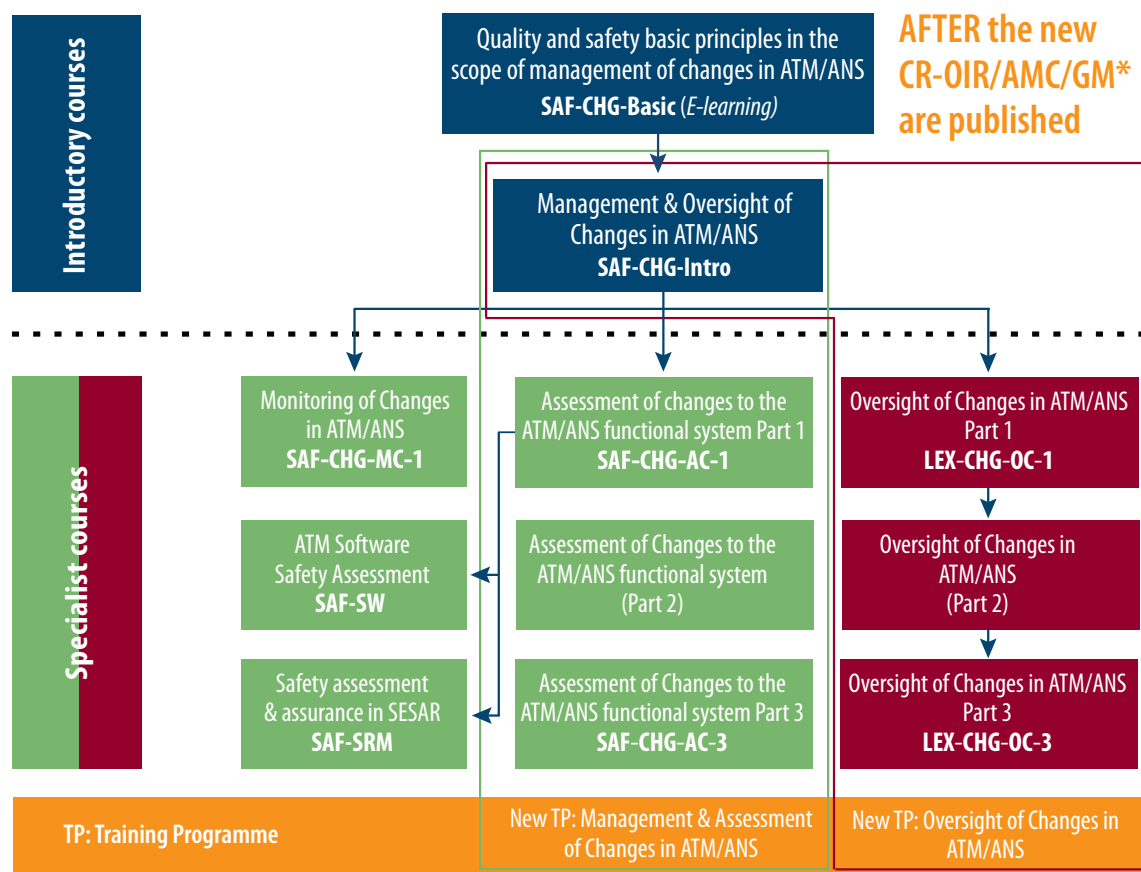 Introductory courses
Quality and safety basic principles in the
scope of management of changes in ATM/ANS
SAF-CHG-Basic (E-learning)
AFTER the new
CR-OIR/AMC/GM*
are published
Management & Oversight of
Changes in ATM/ANS
SAF-CHG-Intro
Specialist courses
Monitoring of Changes
in ATM/ANS
SAF-CHG-MC-1
Assessment of changes to the
ATM/ANS functional system Part 1
SAF-CHG-AC-1
Oversight of Changes in ATM/ANS
Part 1
LEX-CHG-OC-1
ATM Software
Safety Assessment
SAF-SW
Assessment of Changes to the
ATM/ANS functional system
(Part 2)
Oversight of Changes in
ATM/ANS
(Part 2)
Safety assessment
& assurance in SESAR
SAF-SRM
Assessment of Changes to the
ATM/ANS functional system Part 3
SAF-CHG-AC-3
Oversight of Changes in ATM/ANS
Part 3
LEX-CHG-OC-3
TP: Training Programme
New TP: Management & Assessment
of Changes in ATM/ANS
New TP: Oversight of Changes in
ATM/ANS